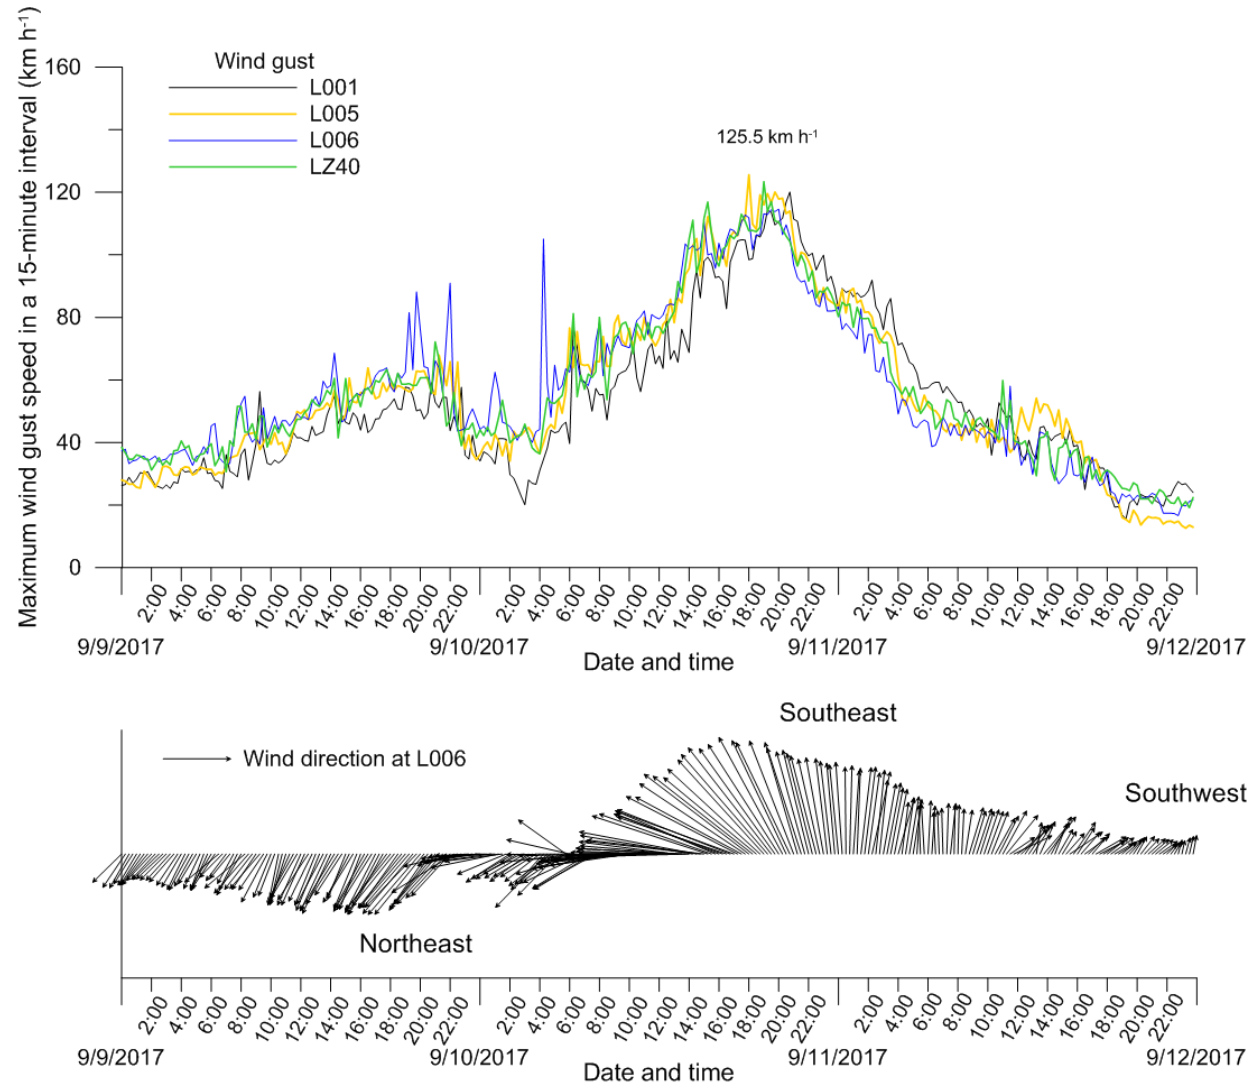 Maximum wind gust speed in a 15-minute interval (km h-1)
160
120
80
40
0
Wind gust
L001
L005
L006
LZ40
125.5 km h-1
2:00 4:00 6:00 8:00 10:00 12:00 14:00 16:00 18:00 20:00 22:00 2:00 4:00 6:00 8:00 10:00 12:00 14:00 16:00 18:00 20:00 22:00 2:00 4:00 6:00 8:00 10:00 12:00 14:00 16:00 18:00 20:00 22:00
9/9/2017 9/10/2017 9/11/2017 9/12/2017
Date and time
Southeast
Wind direction at L006
Southwest
Northeast
2:00 4:00 6:00 8:00 10:00 12:00 14:00 16:00 18:00 20:00 22:00 2:00 4:00 6:00 8:00 10:00 12:00 14:00 16:00 18:00 20:00 22:00 2:00 4:00 6:00 8:00 10:00 12:00 14:00 16:00 18:00 20:00 22:00
9/9/2017 9/10/2017 9/11/2017 9/12/2017
Date and time